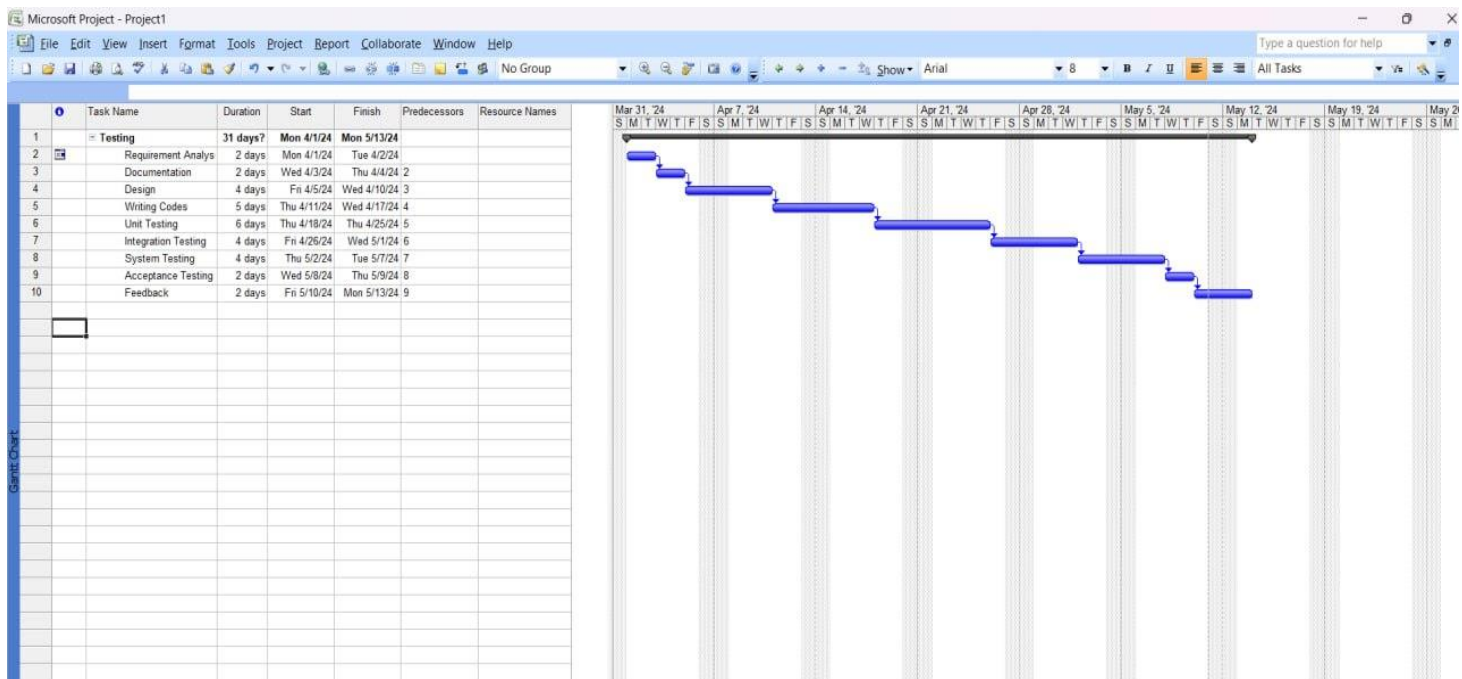 Microsoft Project - Project1
File Edit View Insert Format Tools Project Report Collaborate Window Help
Type a question for help
No Group Show Arial 8 B I U All Tasks
Task Name Duration Start Finish Predecessors Resource Names
Mar 31, '24 Apr 7, '24 Apr 14, '24 Apr 21, '24 Apr 28, '24 May 5, '24 May 12, '24 May 19, '24 May 2
S M T W T F S S M T W T F S S M T W T F S S M T W T F S S M T W T F S S M T W T F S S M T W T F S S M T W T F S S M
1 Testing 31 days? Mon 4/1/24 Mon 5/13/24
2 Requirement Analys 2 days Mon 4/1/24 Tue 4/2/24
3 Documentation 2 days Wed 4/3/24 Thu 4/4/24 2
4 Design 4 days Fri 4/5/24 Wed 4/10/24 3
5 Writing Codes 5 days Thu 4/11/24 Wed 4/17/24 4
6 Unit Testing 6 days Thu 4/18/24 Thu 4/25/24 5
7 Integration Testing 4 days Fri 4/26/24 Wed 5/1/24 6
8 System Testing 4 days Thu 5/2/24 Tue 5/7/24 7
9 Acceptance Testing 2 days Wed 5/8/24 Thu 5/9/24 8
10 Feedback 2 days Fri 5/10/24 Mon 5/13/24 9
Gantt Chart